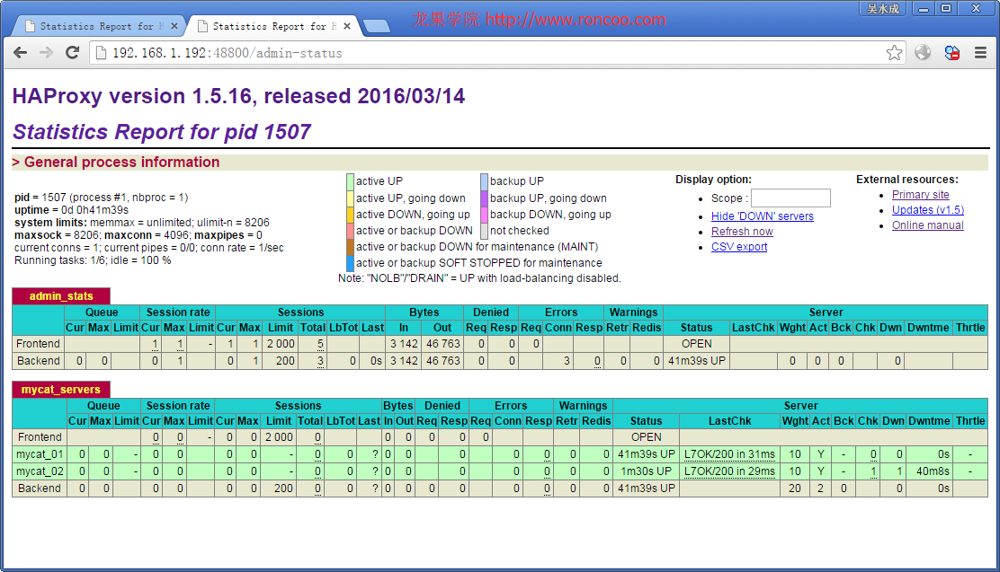 吴水成
龙果学院 http://www.roncoo.com
Statistics Report for H
Statistics Report for H
192.168.1.192:48800/admin-status
HAProxy version 1.5.16, released 2016/03/14
Statistics Report for pid 1507
> General process information
pid = 1507 (process #1, nbproc = 1)
uptime = 0d 0h41m39s
system limits: memmax = unlimited; ulimit-n = 8206
maxsock = 8206; maxconn = 4096; maxpipes = 0
current conns = 1; current pipes = 0/0; conn rate = 1/sec
Running tasks: 1/6; idle = 100 %
active UP backup UP
active UP, going down backup UP, going down
active DOWN, going up backup DOWN, going up
active or backup DOWN not checked
active or backup DOWN for maintenance (MAINT)
active or backup SOFT STOPPED for maintenance
Note: "NOLB"/"DRAIN" = UP with load-balancing disabled.
Display option:
Scope :
Hide 'DOWN' servers
Refresh now
CSV export
External resources:
Primary site
Updates (v1.5)
Online manual
admin_stats
Queue Session rate Sessions Bytes Denied Errors Warnings Server
Cur Max Limit Cur Max Limit Cur Max Limit Total LbTot Last In Out Req Resp Req Conn Resp Retr Redis Status LastChk Wght Act Bck Chk Dwn Dwntme Thrtle
Frontend 1 1 - 1 1 2 000 5 3 142 46 763 0 0 0 OPEN
Backend 0 0 0 1 0 1 200 3 0 0s 3 142 46 763 0 0 3 0 0 0 41m39s UP 0 0 0 0
mycat_servers
Queue Session rate Sessions Bytes Denied Errors Warnings Server
Cur Max Limit Cur Max Limit Cur Max Limit Total LbTot Last In Out Req Resp Req Conn Resp Retr Redis Status LastChk Wght Act Bck Chk Dwn Dwntme Thrtle
Frontend 0 0 - 0 0 2 000 0 0 0 0 0 0 OPEN
mycat_01 0 0 - 0 0 0 0 - 0 0 ? 0 0 0 0 0 0 0 41m39s UP L7OK/200 in 31ms 10 Y - 0 0 0s -
mycat_02 0 0 - 0 0 0 0 - 0 0 ? 0 0 0 0 0 0 0 1m30s UP L7OK/200 in 29ms 10 Y - 1 1 40m8s -
Backend 0 0 0 0 0 0 200 0 0 ? 0 0 0 0 0 0 0 0 41m39s UP 20 2 0 0 0s